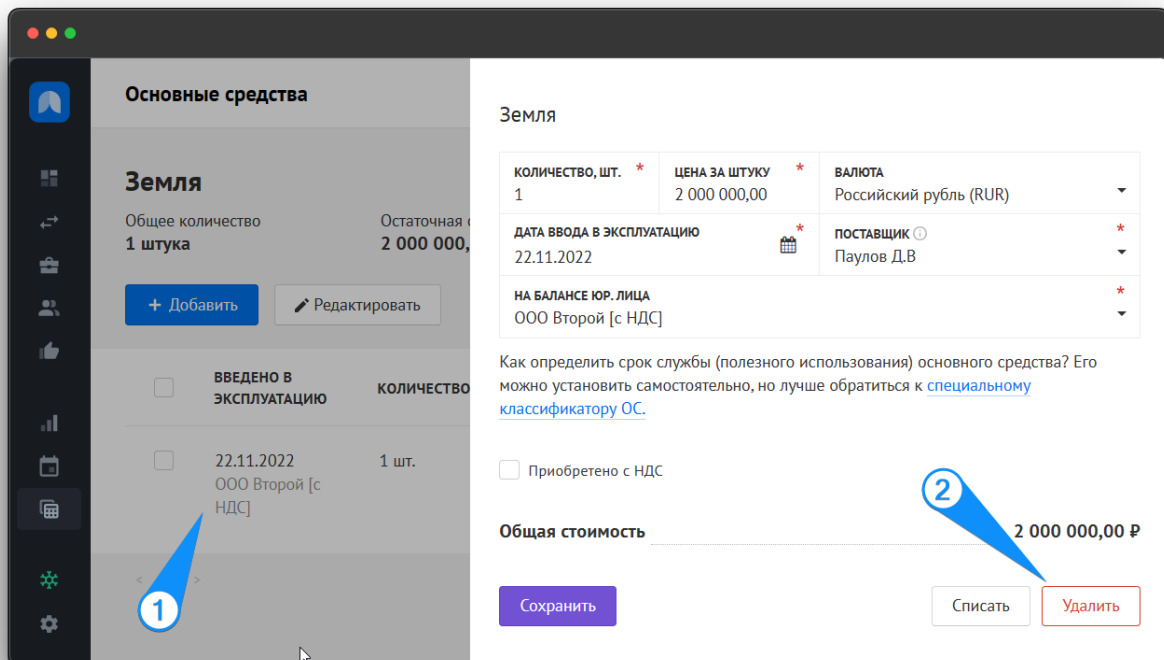 Основные средства
Земля
Общее количество
1 штука
Остаточная
2 000 000,
+ Добавить
Редактировать
ВВЕДЕНО В
ЭКСПЛУАТАЦИЮ
КОЛИЧЕСТВО
22.11.2022
ООО Второй [с
НДС]
1 шт.
< >
1
Земля
КОЛИЧЕСТВО, ШТ. *
1
ЦЕНА ЗА ШТУКУ *
2 000 000,00
ВАЛЮТА
Российский рубль (RUR)
ДАТА ВВОДА В ЭКСПЛУАТАЦИЮ *
22.11.2022
ПОСТАВЩИК *
Паулов Д.В
НА БАЛАНСЕ ЮР. ЛИЦА *
ООО Второй [с НДС]
Как определить срок службы (полезного использования) основного средства? Его
можно установить самостоятельно, но лучше обратиться к специальному
классификатору ОС.
Приобретено с НДС
2
Общая стоимость 2 000 000,00 ₽
Сохранить
Списать
Удалить